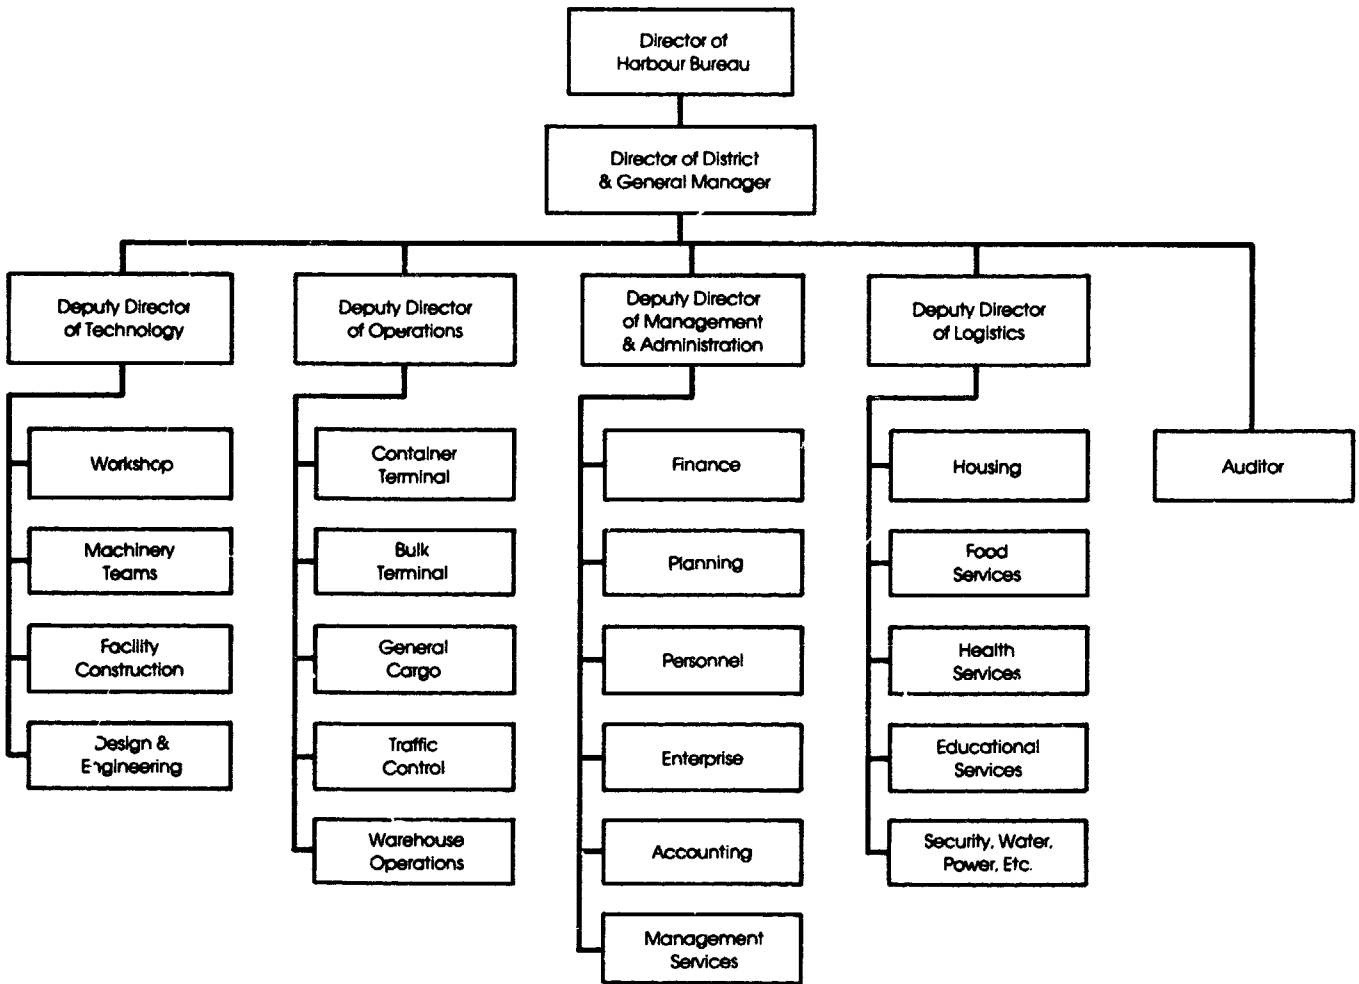 Director of
Harbour Bureau
Director of District
& General Manager
Deputy Director
of Technology
Deputy Director
of Operations
Deputy Director
of Management
& Administration
Deputy Director
of Logistics
Workshop
Machinery
Teams
Facility
Construction
Design &
Engineering
Container
Terminal
Bulk
Terminal
General
Cargo
Traffic
Control
Warehouse
Operations
Finance
Planning
Personnel
Enterprise
Accounting
Management
Services
Housing
Food
Services
Health
Services
Educational
Services
Security, Water,
Power, Etc.
Auditor